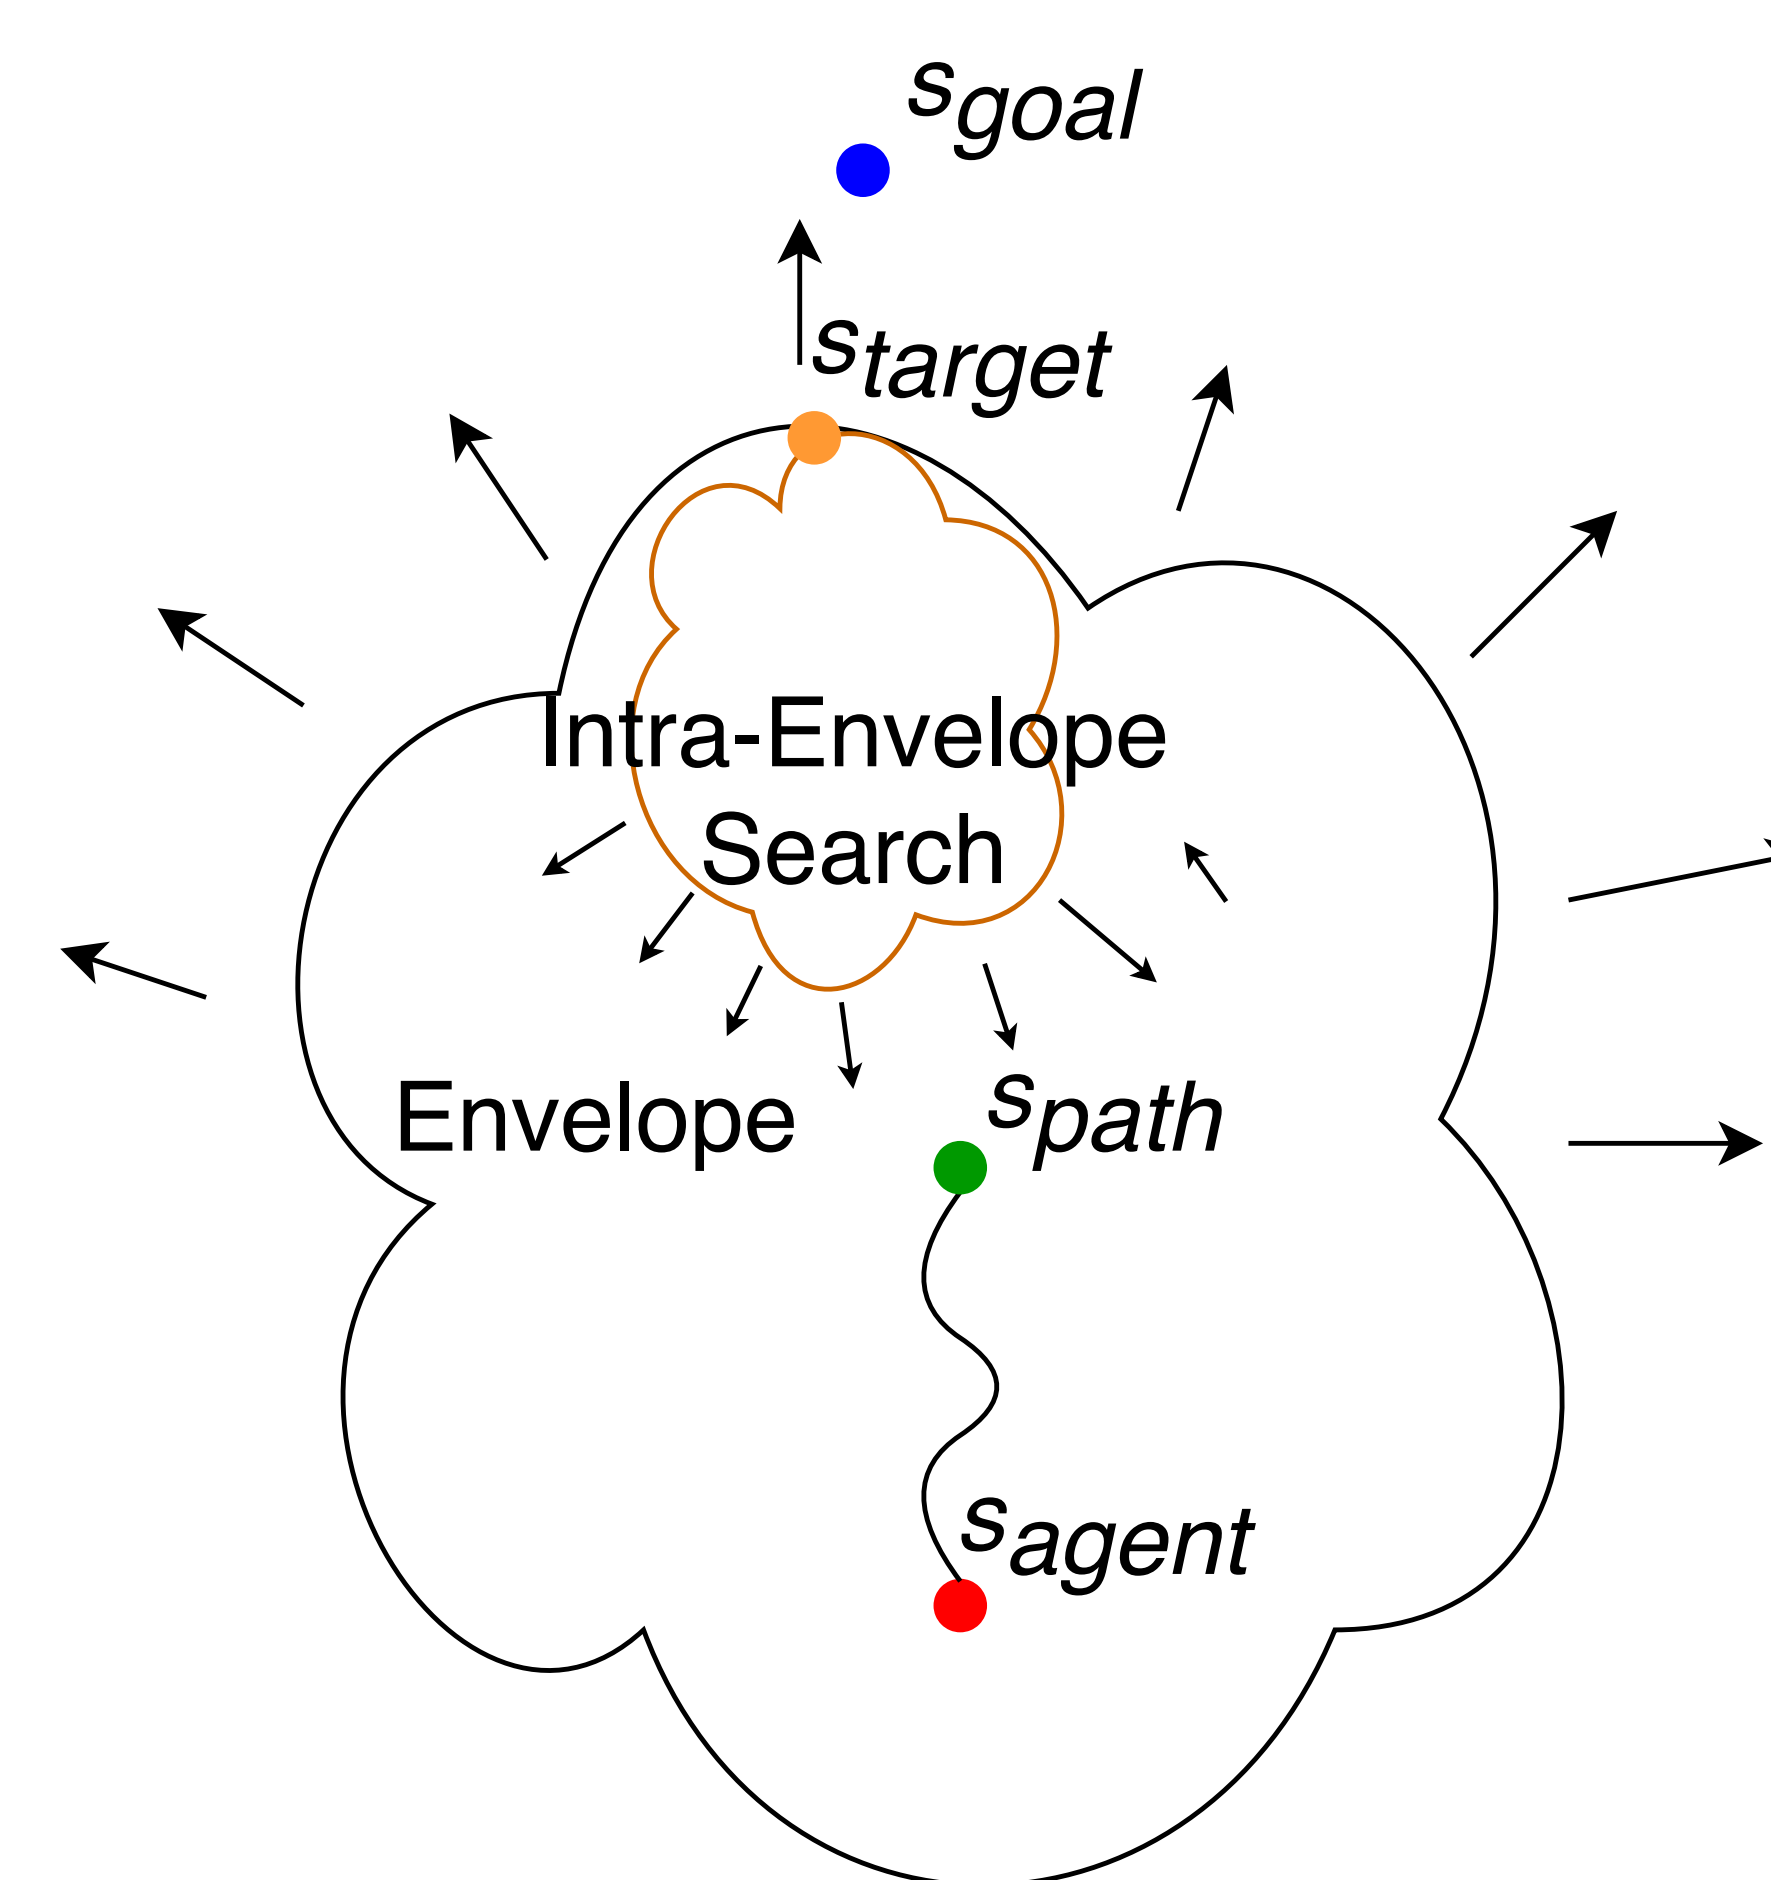 s_goal
s_target
Intra-Envelope
Search
Envelope
s_path
s_agent